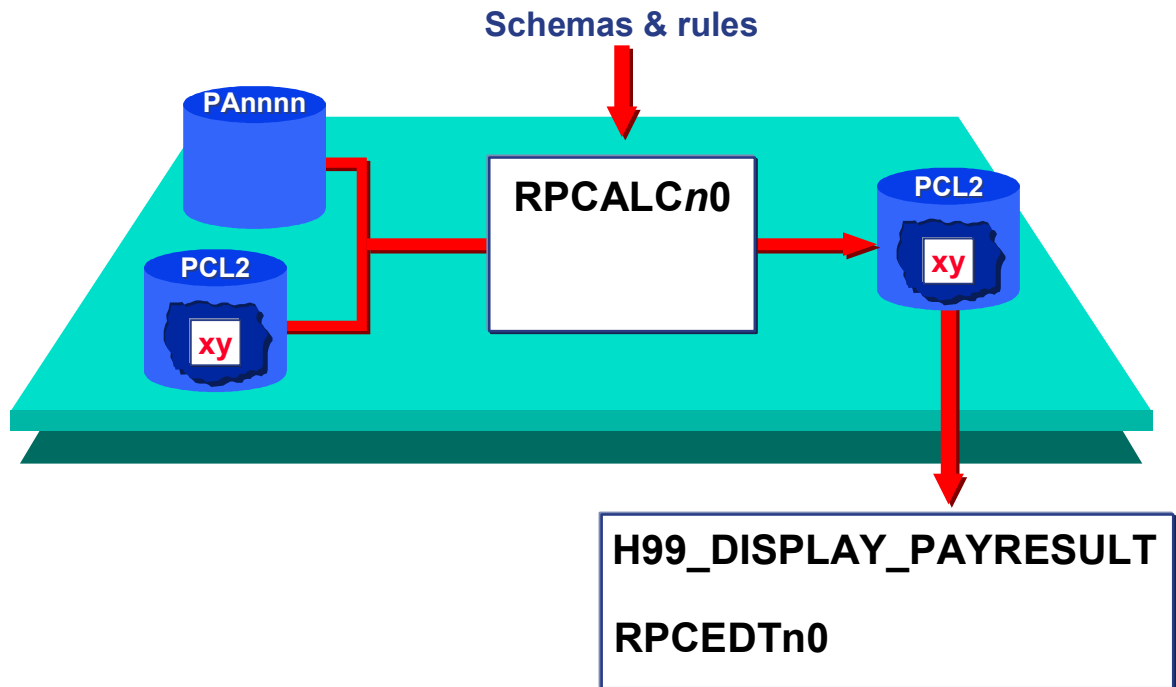 Schemas & rules
PAnnnn
RPCALCn0
PCL2
xy
PCL2
xy
H99_DISPLAY_PAYRESULT
RPCEDTn0